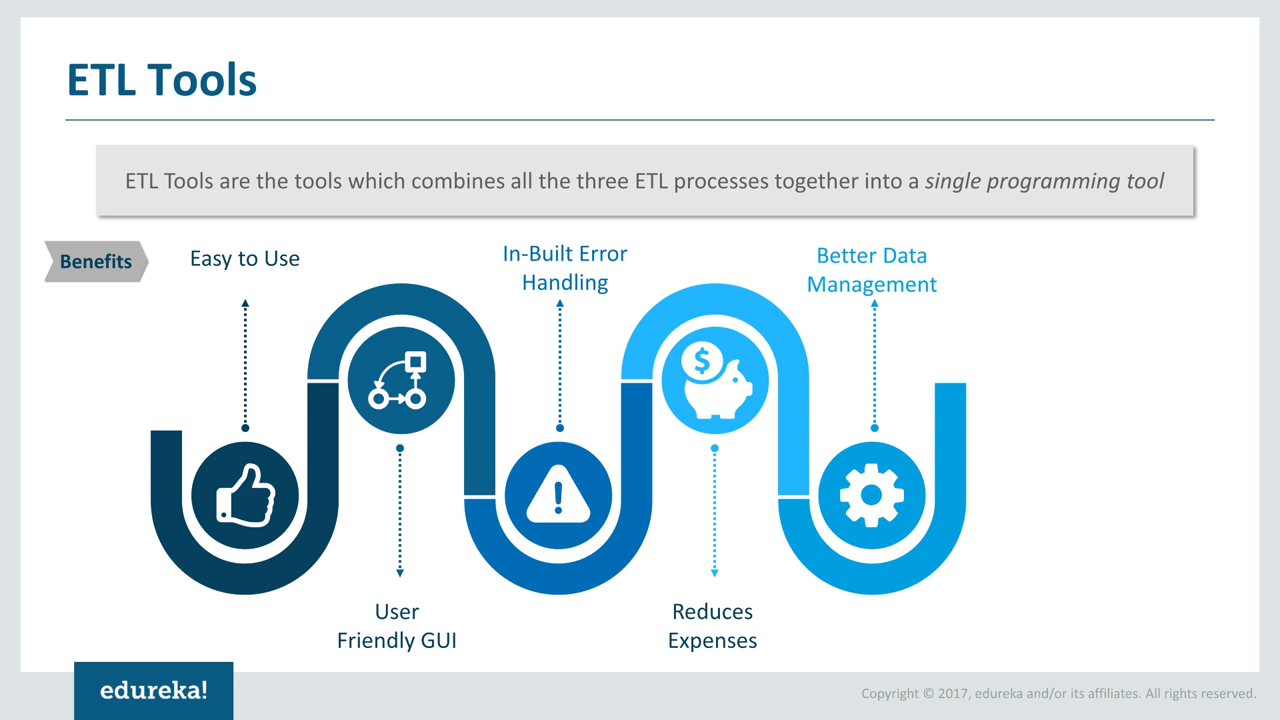 ETL Tools
ETL Tools are the tools which combines all the three ETL processes together into a single programming tool
Benefits
Easy to Use
In-Built Error
Handling
Better Data
Management
$
User
Friendly GUI
Reduces
Expenses
edureka!
Copyright © 2017, edureka and/or its affiliates. All rights reserved.